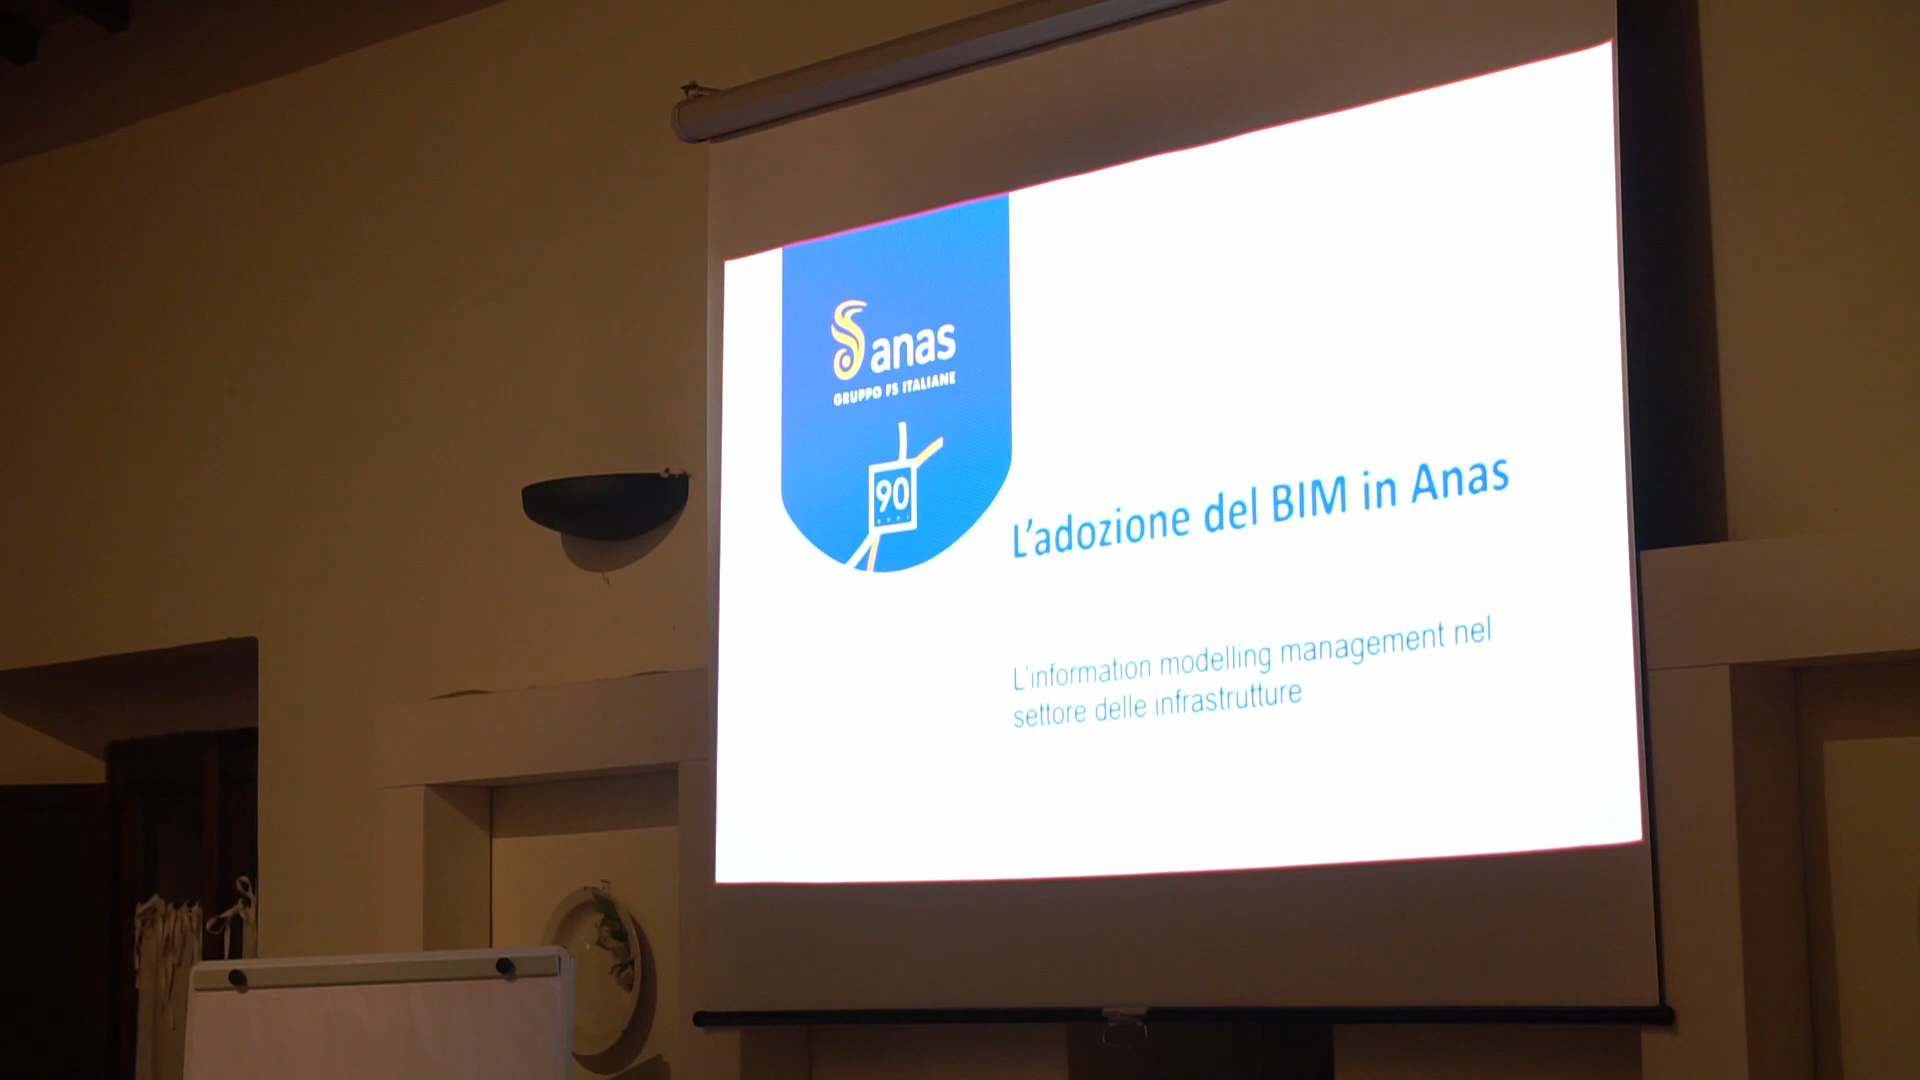 anas
GRUPPO FS ITALIANE
90
L'adozione del BIM in Anas
L'information modelling management nel
settore delle infrastrutture